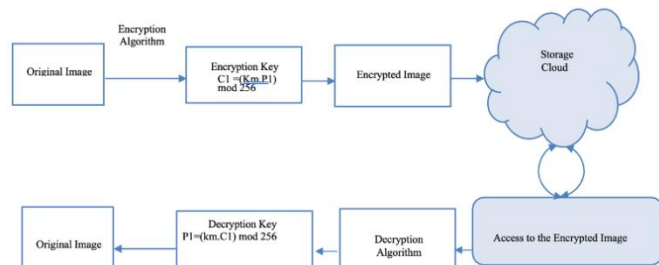 Encryption
Algorithm
Original Image
Encryption Key
C1 =(Km.P1)
mod 256
Encrypted Image
Storage
Cloud
Original Image
Decryption Key
P1=(km.C1) mod 256
Decryption
Algorithm
Access to the Encrypted Image